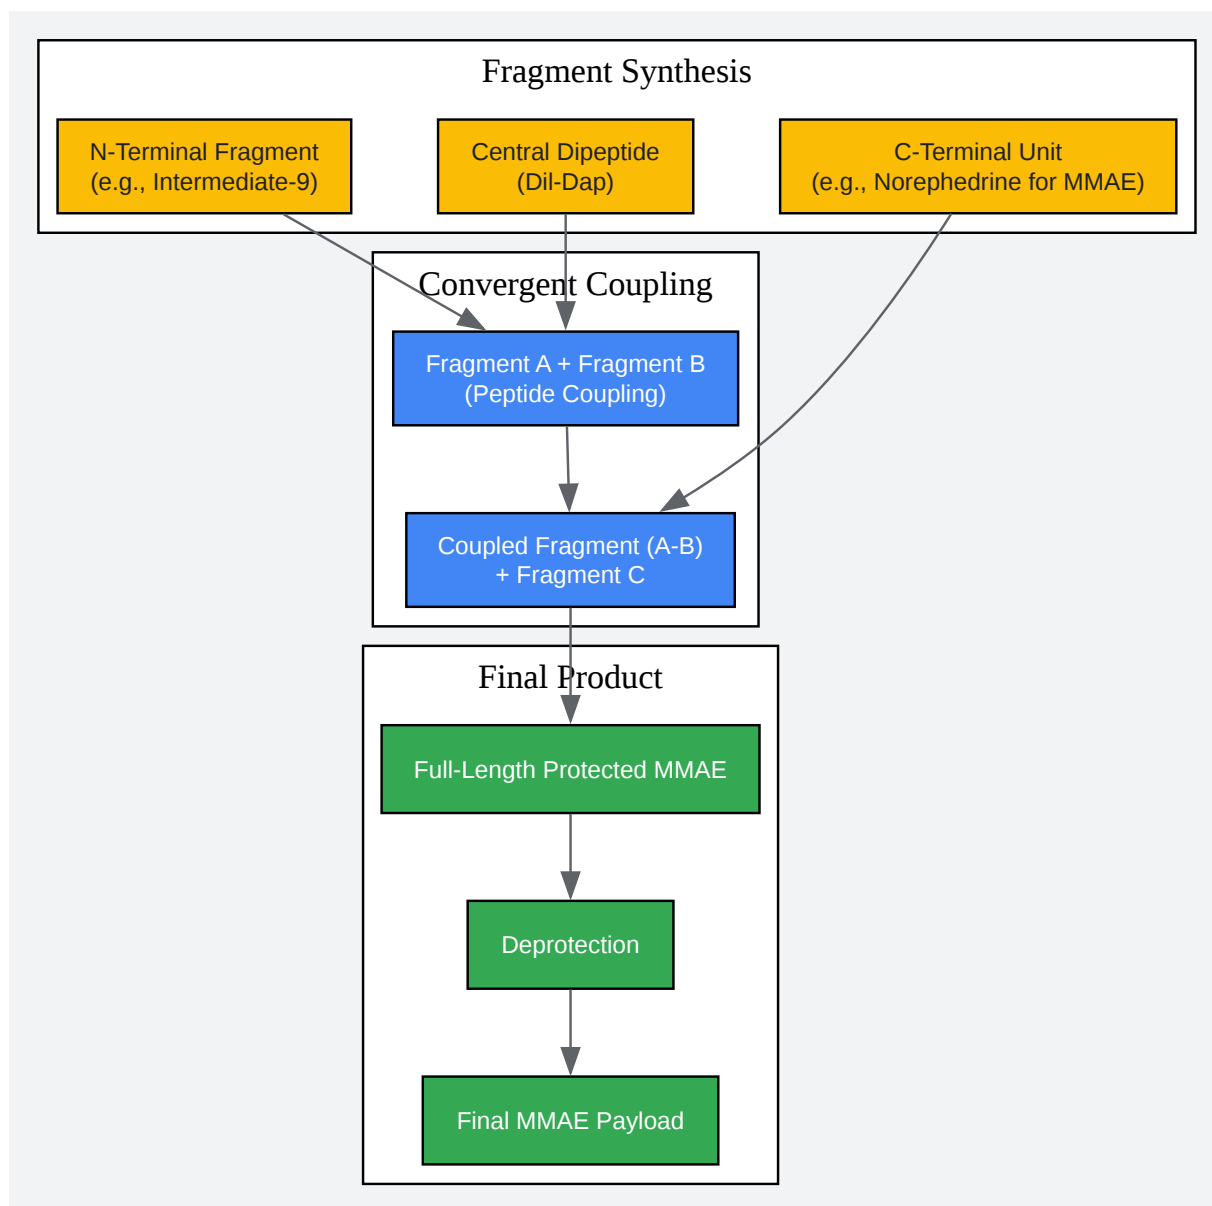 Fragment Synthesis
N-Terminal Fragment
(e.g., Intermediate-9)
Central Dipeptide
(Dil-Dap)
C-Terminal Unit
(e.g., Norephedrine for MMAE)
Convergent Coupling
Fragment A + Fragment B
(Peptide Coupling)
Coupled Fragment (A-B)
+ Fragment C
Final Product
Full-Length Protected MMAE
Deprotection
Final MMAE Payload